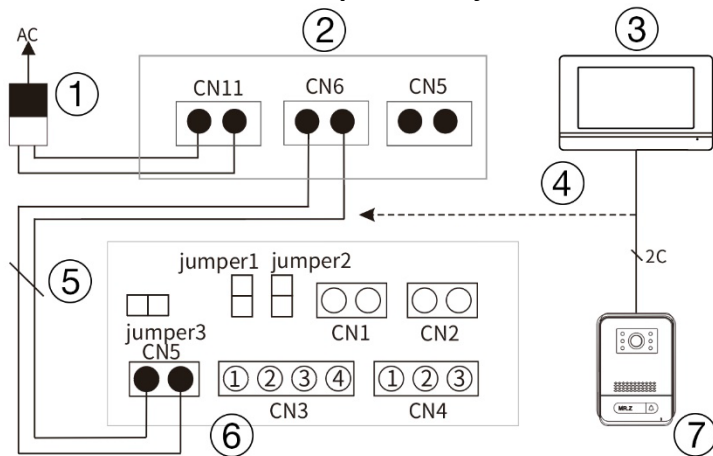 AC
①
②
③
CN11
CN6
CN5
④
⑤
2C
jumper1
jumper2
jumper3
CN1
CN2
CN5
① ② ③ ④
CN3
① ② ③
CN4
⑥
MR.Z
⑦